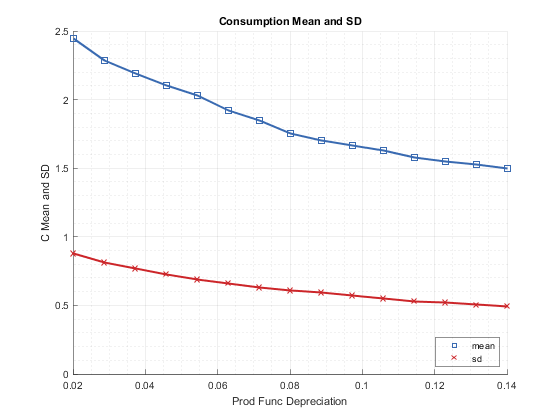 Consumption Mean and SD
2.5
2
1.5
1
0.5
0
C Mean and SD
0.02 0.04 0.06 0.08 0.1 0.12 0.14
Prod Func Depreciation
mean
sd